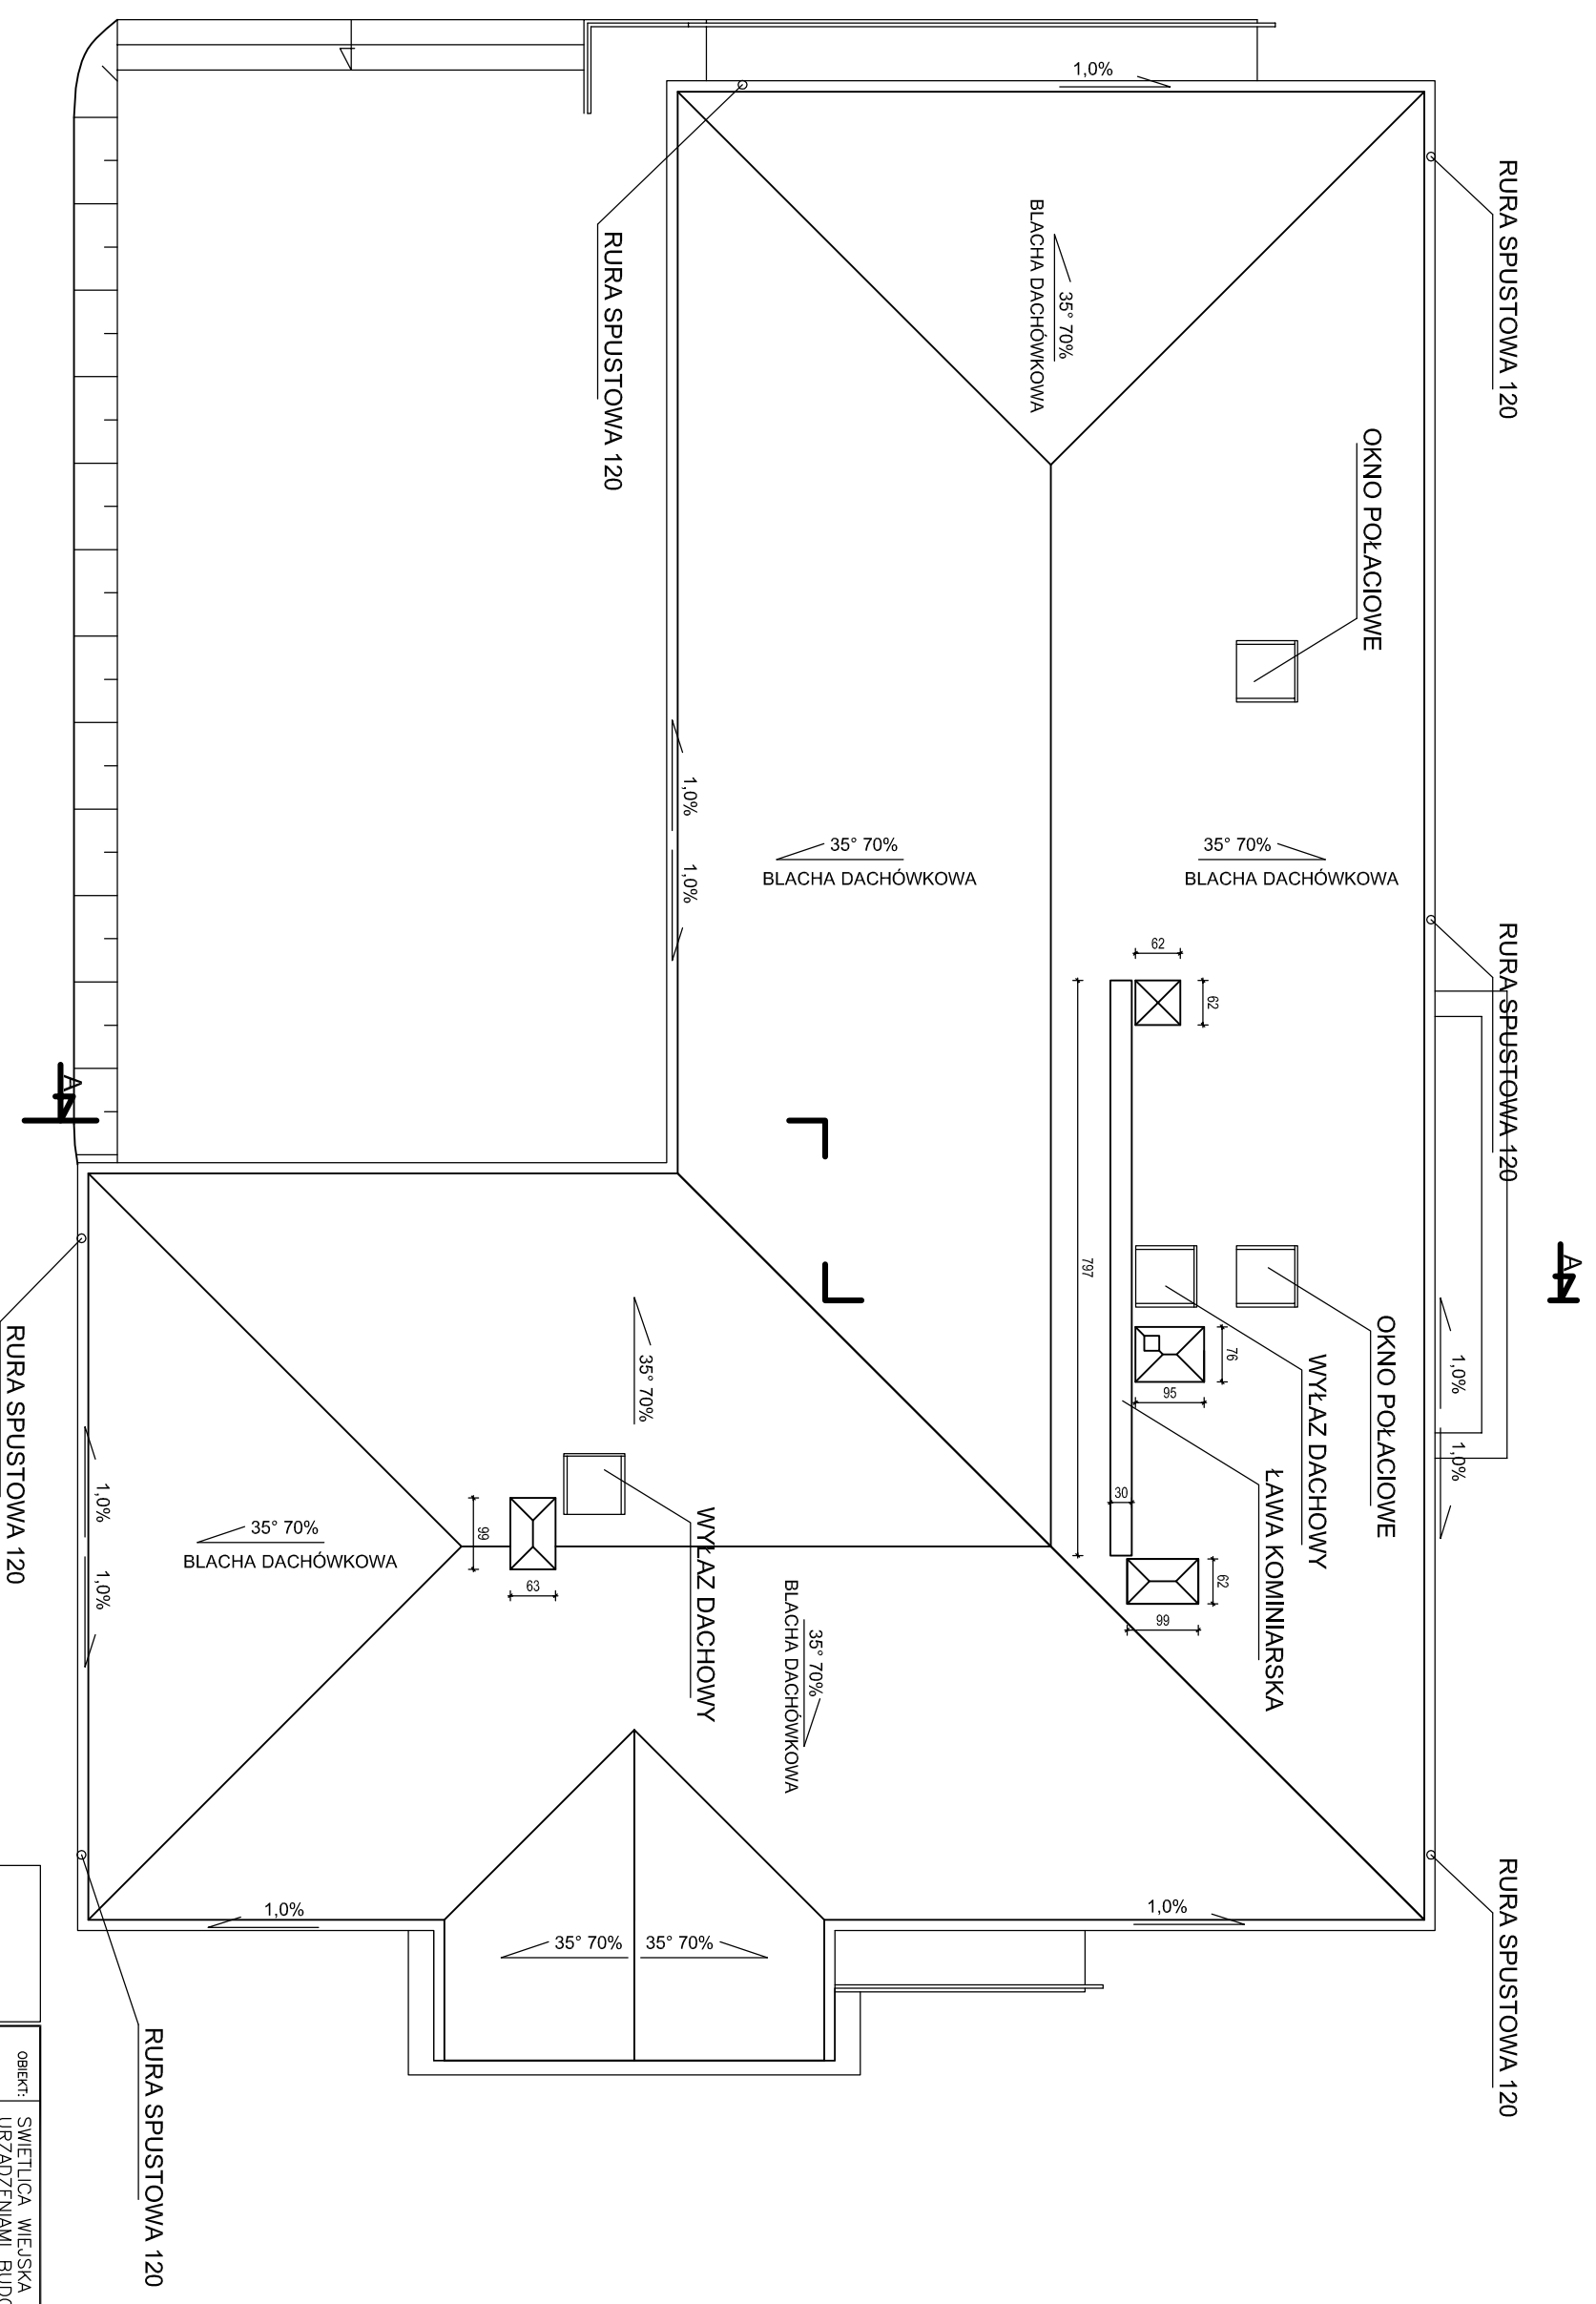 1,0%
RURA SPUSTOWA 120
RURA SPUSTOWA 120
35° 70%
BLACHA DACHÓWKOWA
OKNO POŁACIOWE
1,0%
1,0%
35° 70%
BLACHA DACHÓWKOWA
35° 70%
BLACHA DACHÓWKOWA
RURA SPUSTOWA 120
62
62
797
A
A
OKNO POŁACIOWE
WYŁAZ DACHOWY
ŁAWA KOMINIARSKA
76
95
30
62
99
1,0%
1,0%
35° 70%
RURA SPUSTOWA 120
1,0%
1,0%
35° 70%
BLACHA DACHÓWKOWA
99
63
WYŁAZ DACHOWY
35° 70%
BLACHA DACHÓWKOWA
1,0%
1,0%
35° 70%
35° 70%
RURA SPUSTOWA 120
RURA SPUSTOWA 120
OBIEKT:
SWIETLICA WIEJSKA